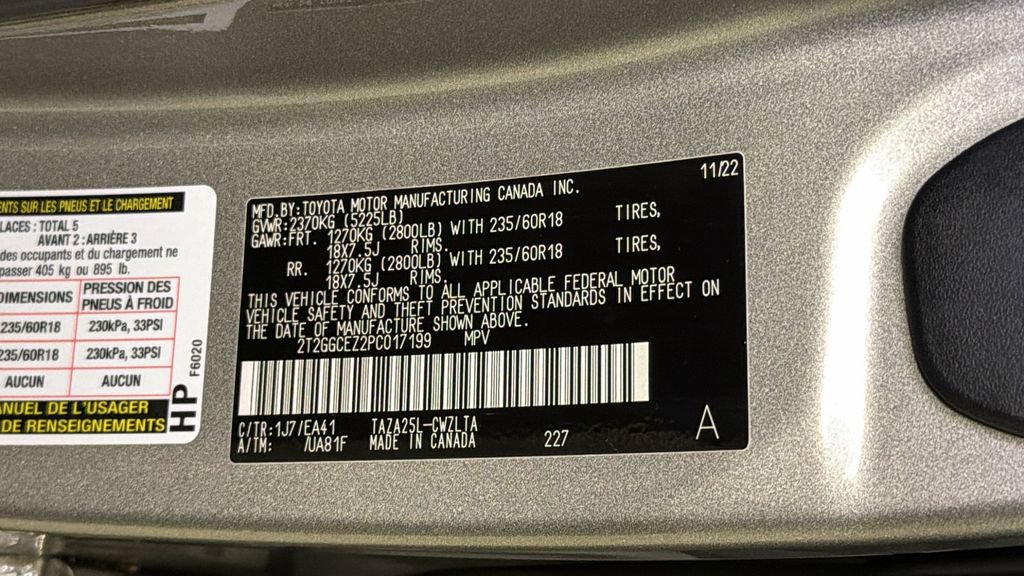 ENTS SUR LES PNEUS ET LE CHARGEMENT
LACES : TOTAL 5
AVANT 2 : ARRIÈRE 3
des occupants et du chargement ne
passer 405 kg ou 895 lb.
DIMENSIONS PRESSION DES PNEUS À FROID
235/60R18 230kPa, 33PSI
235/60R18 230kPa, 33PSI
AUCUN AUCUN
NUEL DE L'USAGER
DE RENSEIGNEMENTS
HP
F6020
MFD.BY:TOYOTA MOTOR MANUFACTURING CANADA INC. 11/22
GVWR:2370KG (5225LB)
GAWR:FRT. 1270KG (2800LB) WITH 235/60R18 TIRES,
18X7.5J RIMS.
RR. 1270KG (2800LB) WITH 235/60R18 TIRES,
18X7.5J RIMS.
THIS VEHICLE CONFORMS TO ALL APPLICABLE FEDERAL MOTOR
VEHICLE SAFETY AND THEFT PREVENTION STANDARDS IN EFFECT ON
THE DATE OF MANUFACTURE SHOWN ABOVE.
2T2GGCEZ2PC017199 MPV
C/TR:1J7/EA41 TAZA25L-CWZLTA
A/TM: /UA81F MADE IN CANADA 227 A